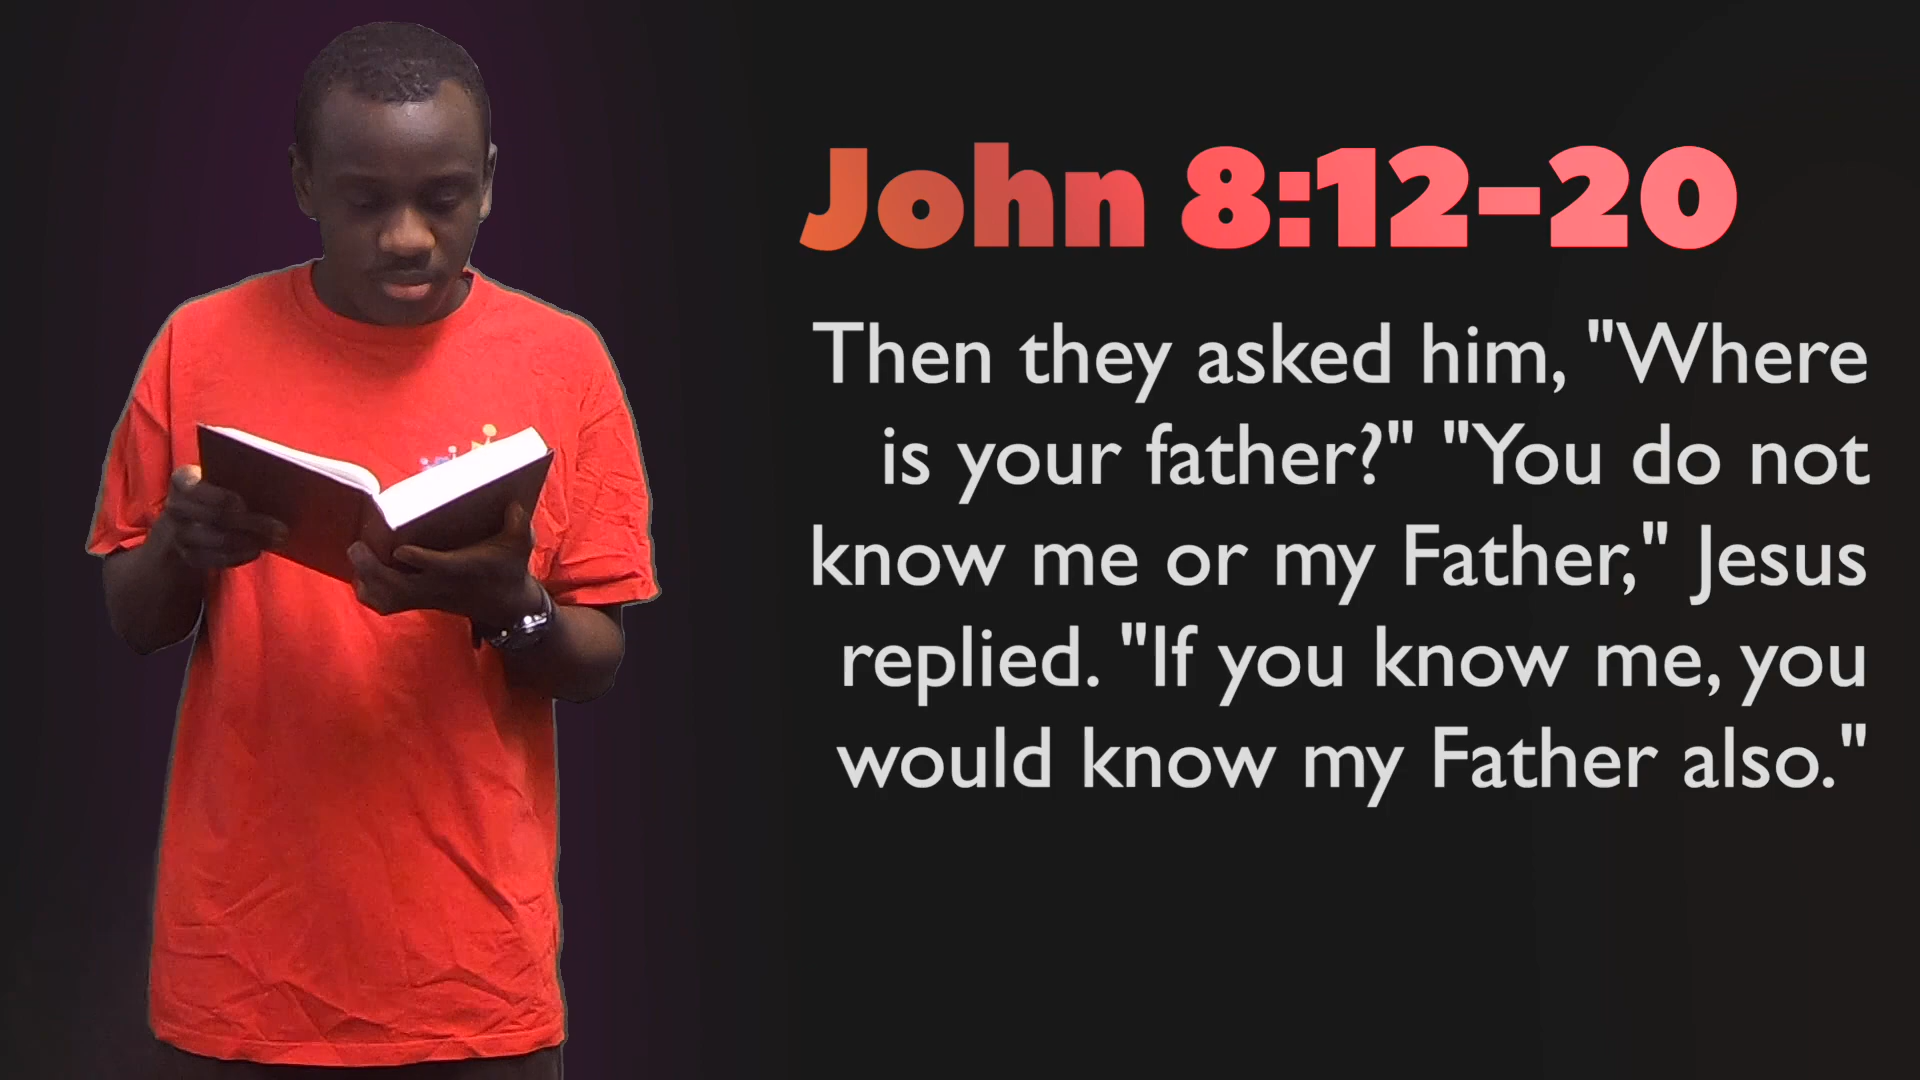 John 8:12-20
Then they asked him, "Where
is your father?" "You do not
know me or my Father," Jesus
replied. "If you know me, you
would know my Father also."